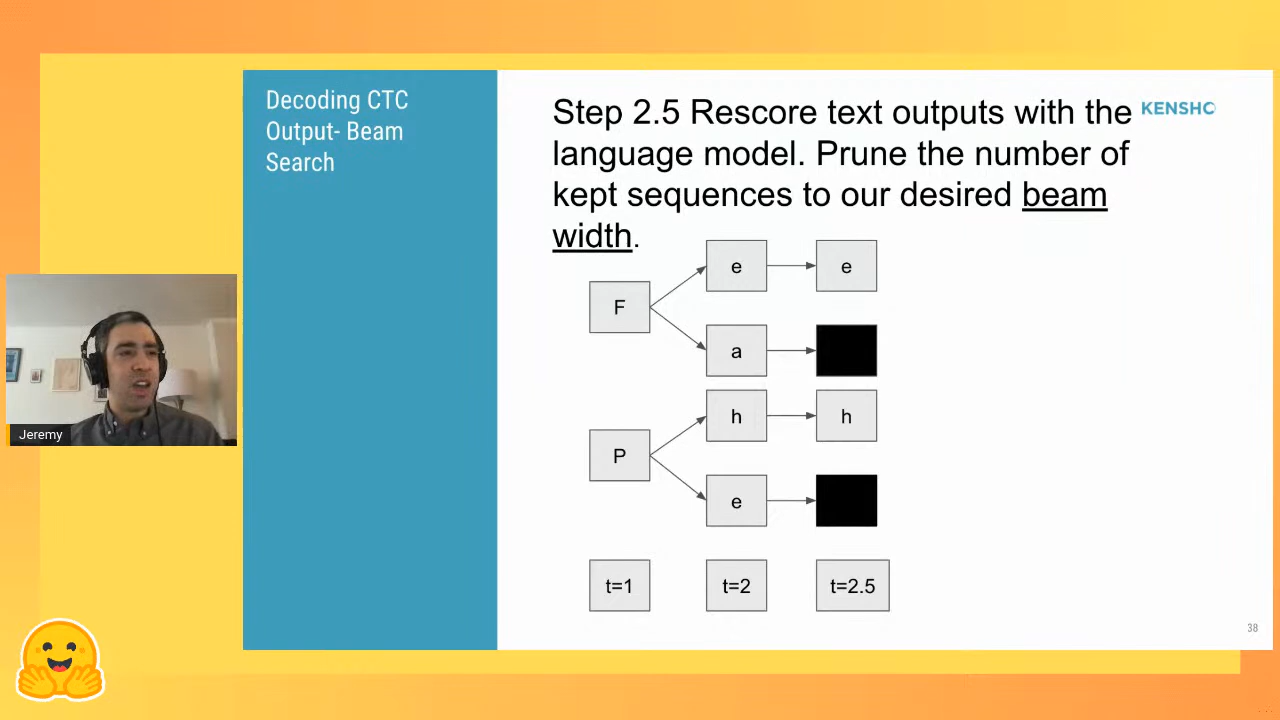 Decoding CTC
Output- Beam
Search
Step 2.5 Rescore text outputs with the
language model. Prune the number of
kept sequences to our desired beam
width.
KENSHO
F
e
e
a
P
h
h
e
t=1
t=2
t=2.5
38
Jeremy